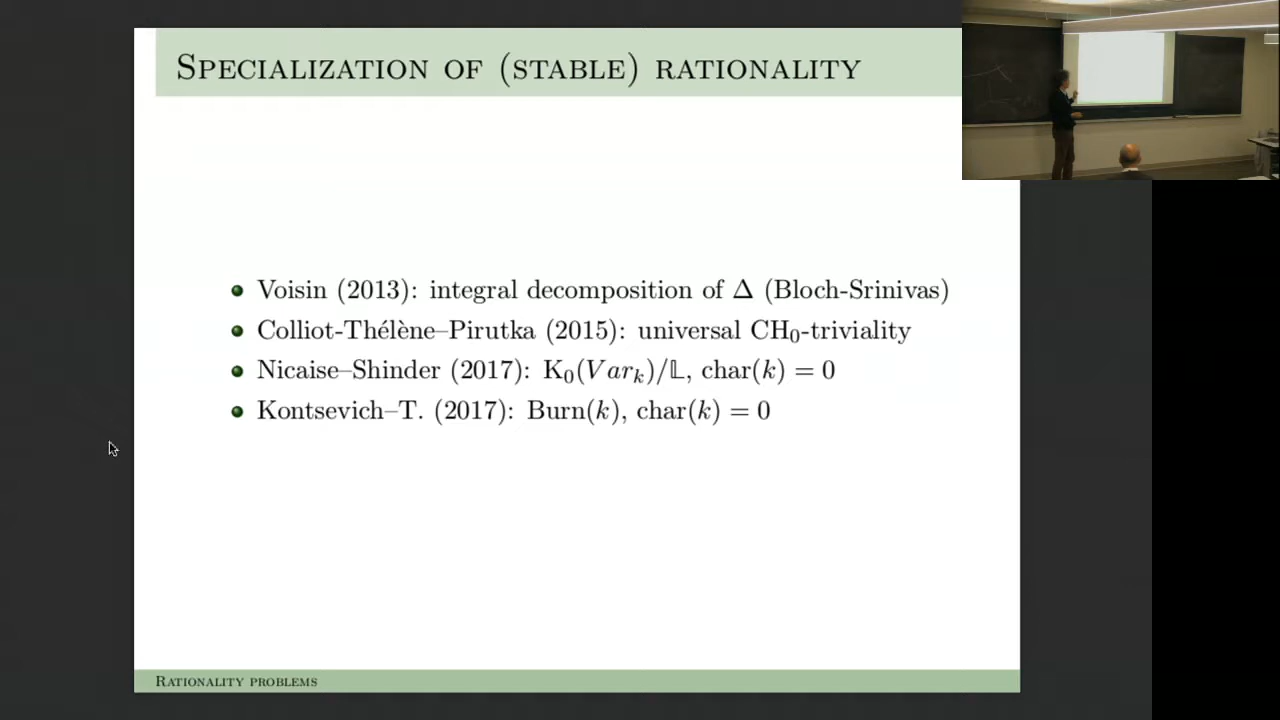 Specialization of (stable) rationality
Voisin (2013): integral decomposition of Δ (Bloch-Srinivas)
Colliot-Thélène–Pirutka (2015): universal CH₀-triviality
Nicaise–Shinder (2017): K₀(Varₖ)/𝕃, char(k) = 0
Kontsevich–T. (2017): Burn(k), char(k) = 0
Rationality problems